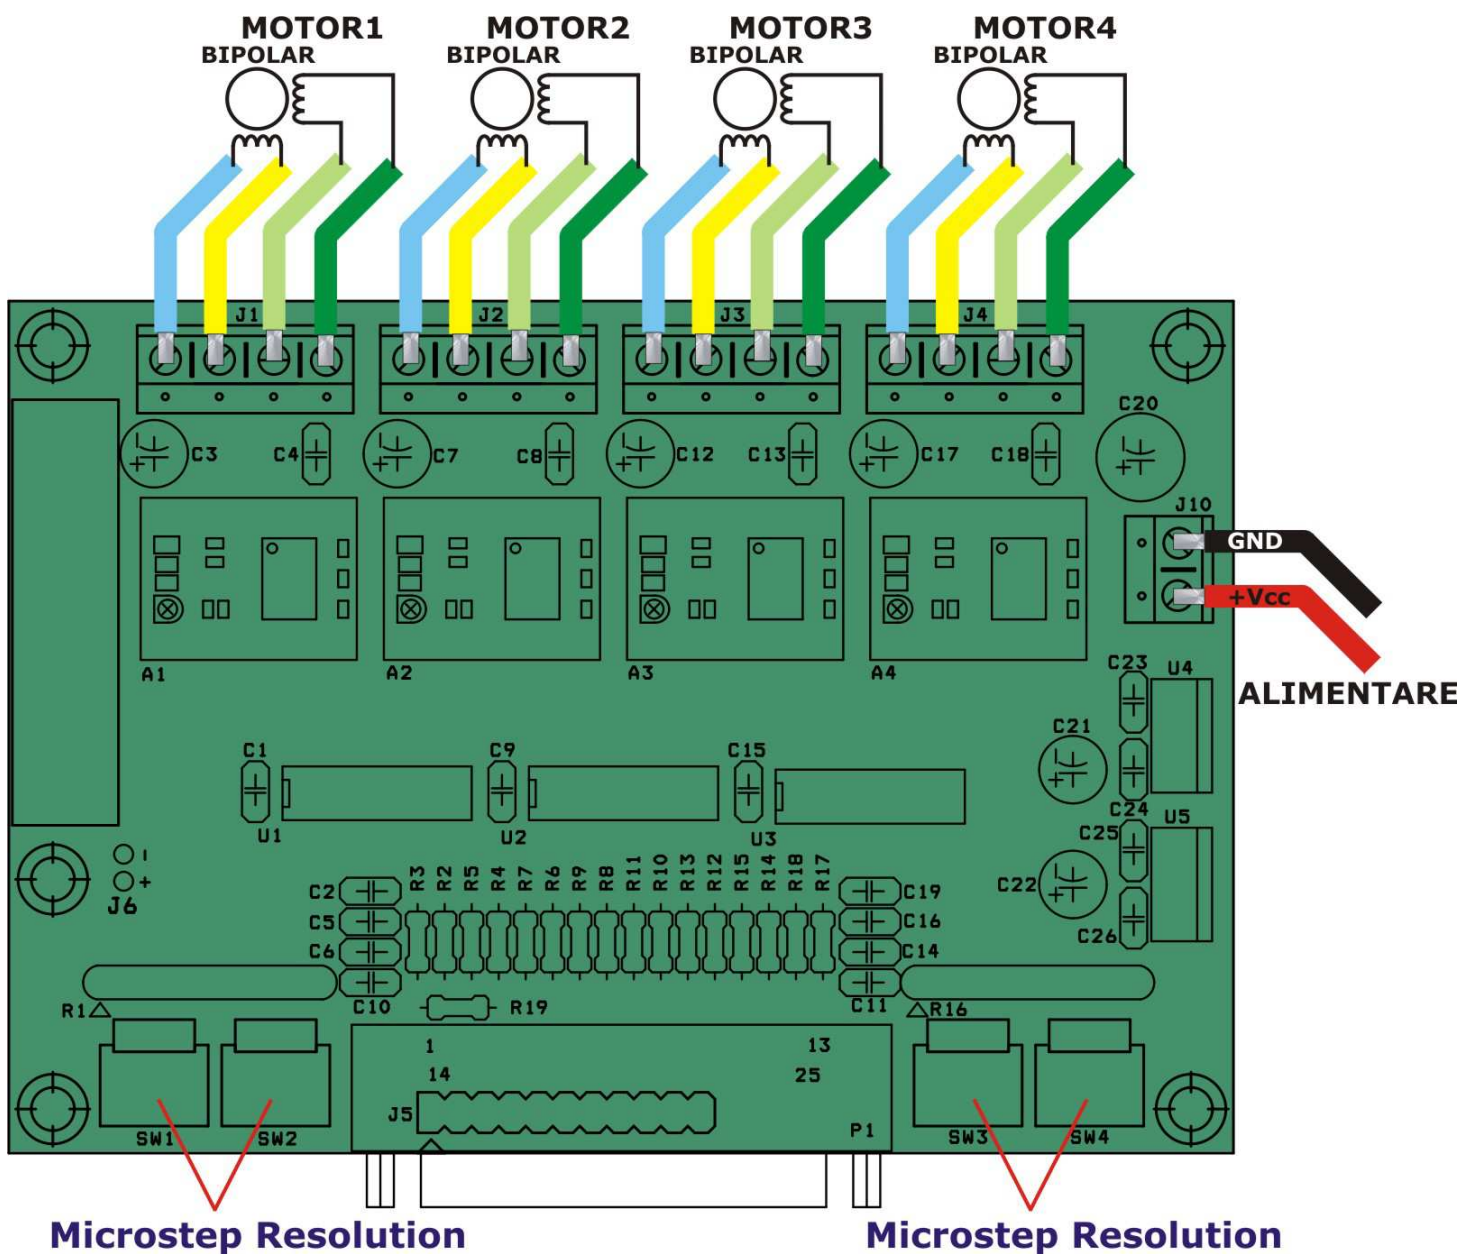 MOTOR1 MOTOR2 MOTOR3 MOTOR4
BIPOLAR BIPOLAR BIPOLAR BIPOLAR
J1 J2 J3 J4
C20
C3 C4 C7 C8 C12 C13 C17 C18
J10
GND
+Vcc
A1 A2 A3 A4
C23 U4
ALIMENTARE
C1 C9 C15 C21
C24
U1 U2 U3 C25 U5
- 
+
J6
R3 R2 R5 R4 R7 R6 R9 R8 R11 R10 R13 R12 R15 R14 R18 R17
C2 C19 C22
C5 C16
C6 C14 C26
C10 C11
R1 R19 R16
1 13
14 25
J5 P1
SW1 SW2 SW3 SW4
Microstep Resolution Microstep Resolution